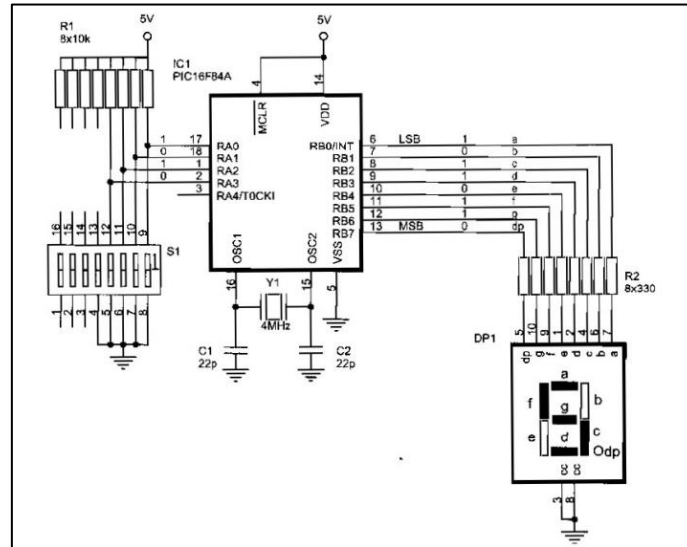 R1
8x10k
5V
5V
IC1
PIC16F84A
4
14
MCLR
VDD
1 17 RA0
0 18 RA1
1 1 RA2
0 2 RA3
3 RA4/T0CKI
RB0/INT 6 LSB 1 a
RB1 7 0 b
RB2 8 1 c
RB3 9 1 d
RB4 10 0 e
RB5 11 1 f
RB6 12 1 g
RB7 13 MSB 0 dp
OSC1
OSC2
VSS
16
15
5
16 15 14 13 12 11 10 9
S1
1 2 3 4 5 6 7 8
Y1
4MHz
C1
22p
C2
22p
R2
8x330
DP1
5 10 9 1 2 4 6 7
dp g f e d c b a
a
f
b
g
e
d
c
dp
CC CC
3 8